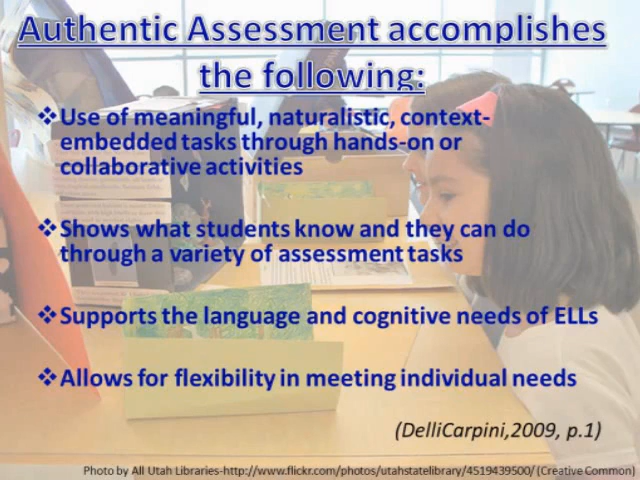 Authentic Assessment accomplishes
the following:
❖Use of meaningful, naturalistic, context-
embedded tasks through hands-on or
collaborative activities
❖Shows what students know and they can do
through a variety of assessment tasks
❖Supports the language and cognitive needs of ELLs
❖Allows for flexibility in meeting individual needs
(DelliCarpini,2009, p.1)
Photo by All Utah Libraries-http://www.flickr.com/photos/utahstatelibrary/4519439500/ (Creative Common)